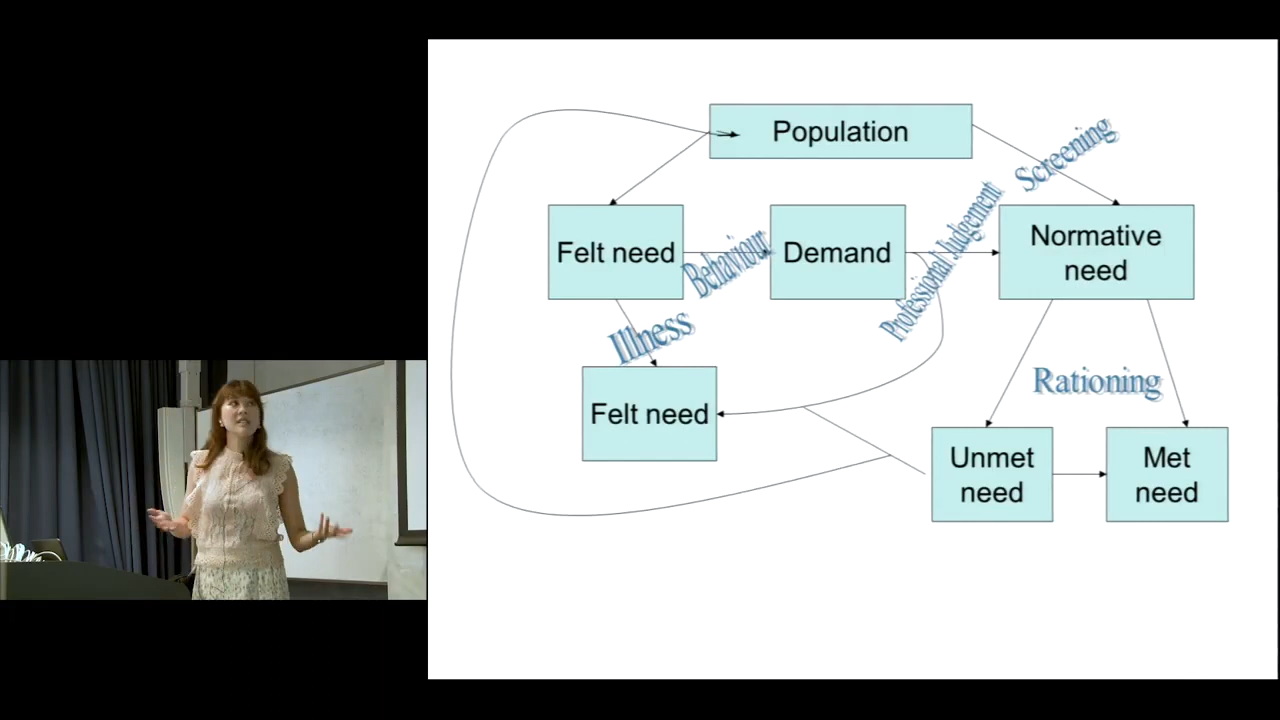 Population
Screening
Felt need
Behaviour
Demand
Professional Judgement
Normative
need
Illness
Felt need
Rationing
Unmet
need
Met
need